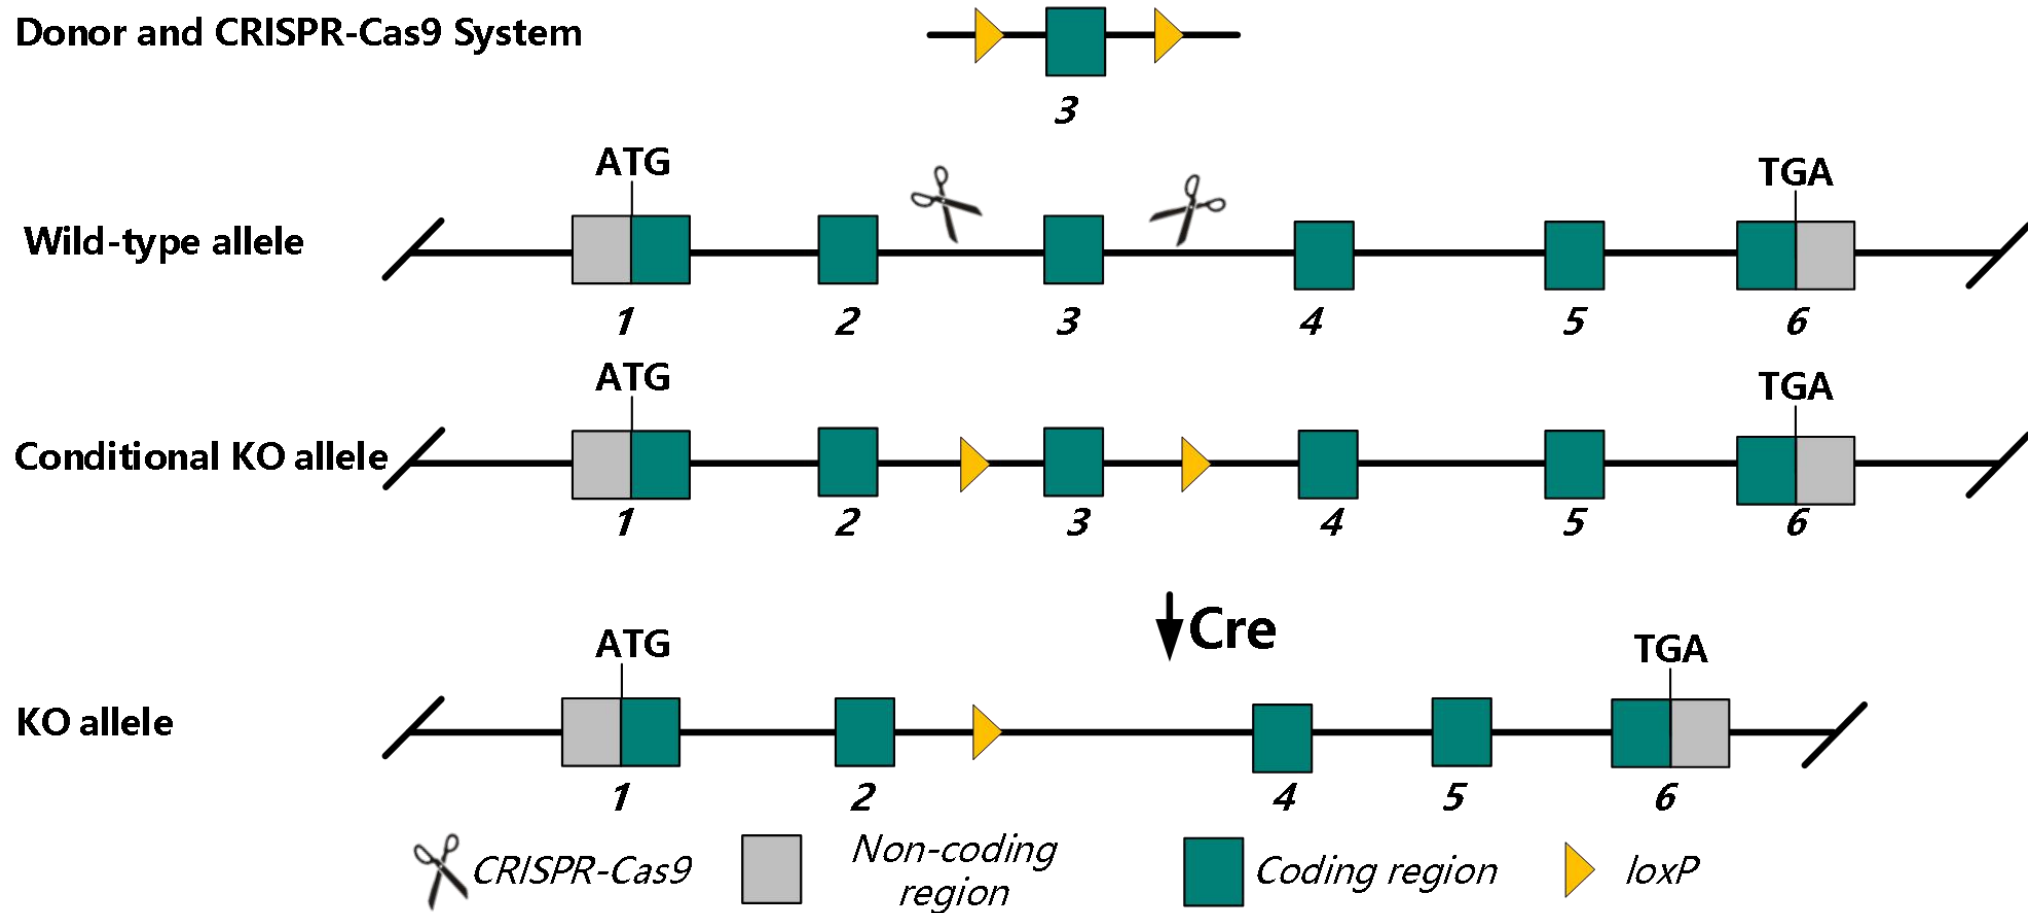 Donor and CRISPR-Cas9 System
3
ATG
TGA
Wild-type allele
1 2 3 4 5 6
ATG
TGA
Conditional KO allele
1 2 3 4 5 6
Cre
ATG
TGA
KO allele
1 2 4 5 6
CRISPR-Cas9
Non-coding
region
Coding region
loxP